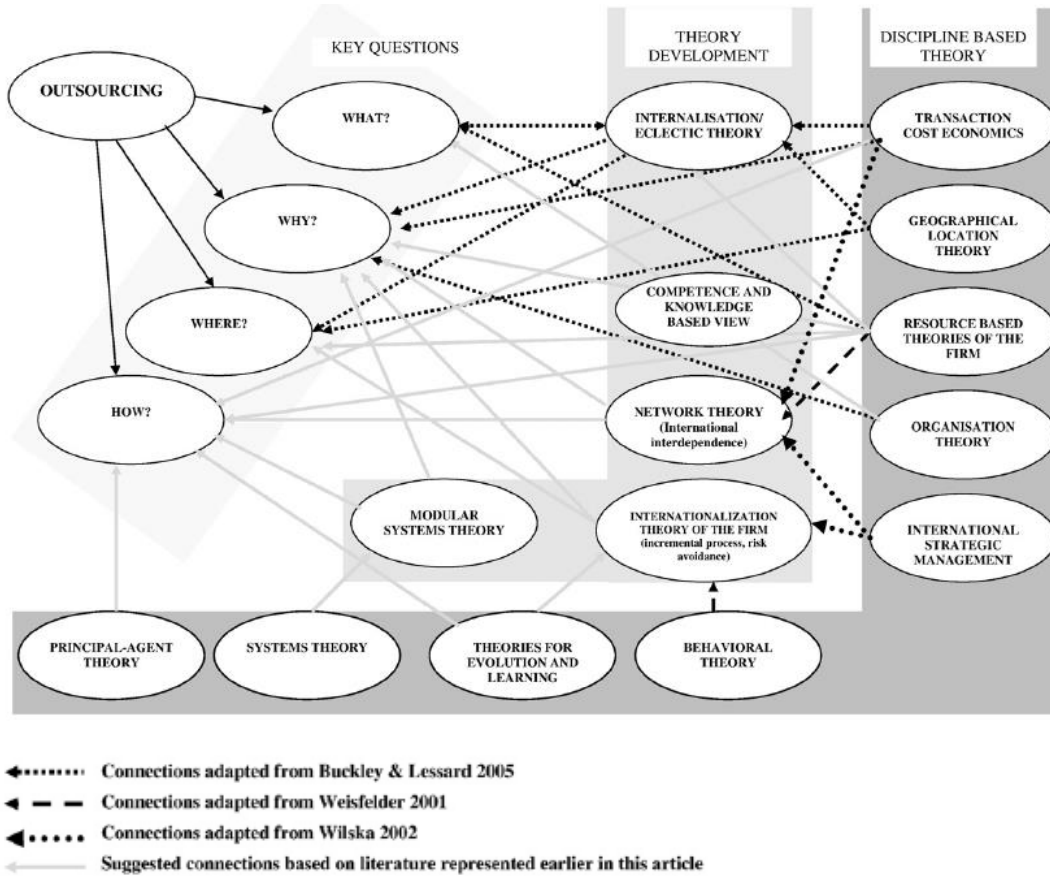 KEY QUESTIONS
THEORY
DEVELOPMENT
DISCIPLINE BASED
THEORY
OUTSOURCING
WHAT?
INTERNALISATION/
ECLECTIC THEORY
TRANSACTION
COST ECONOMICS
WHY?
GEOGRAPHICAL
LOCATION
THEORY
WHERE?
COMPETENCE AND
KNOWLEDGE
BASED VIEW
RESOURCE BASED
THEORIES OF THE
FIRM
HOW?
NETWORK THEORY
(International
interdependence)
ORGANISATION
THEORY
MODULAR
SYSTEMS THEORY
INTERNATIONALIZATION
THEORY OF THE FIRM
(incremental process, risk
avoidance)
INTERNATIONAL
STRATEGIC
MANAGEMENT
PRINCIPAL-AGENT
THEORY
SYSTEMS THEORY
THEORIES FOR
EVOLUTION AND
LEARNING
BEHAVIORAL
THEORY
Connections adapted from Buckley & Lessard 2005
Connections adapted from Weisfelder 2001
Connections adapted from Wilska 2002
Suggested connections based on literature represented earlier in this article